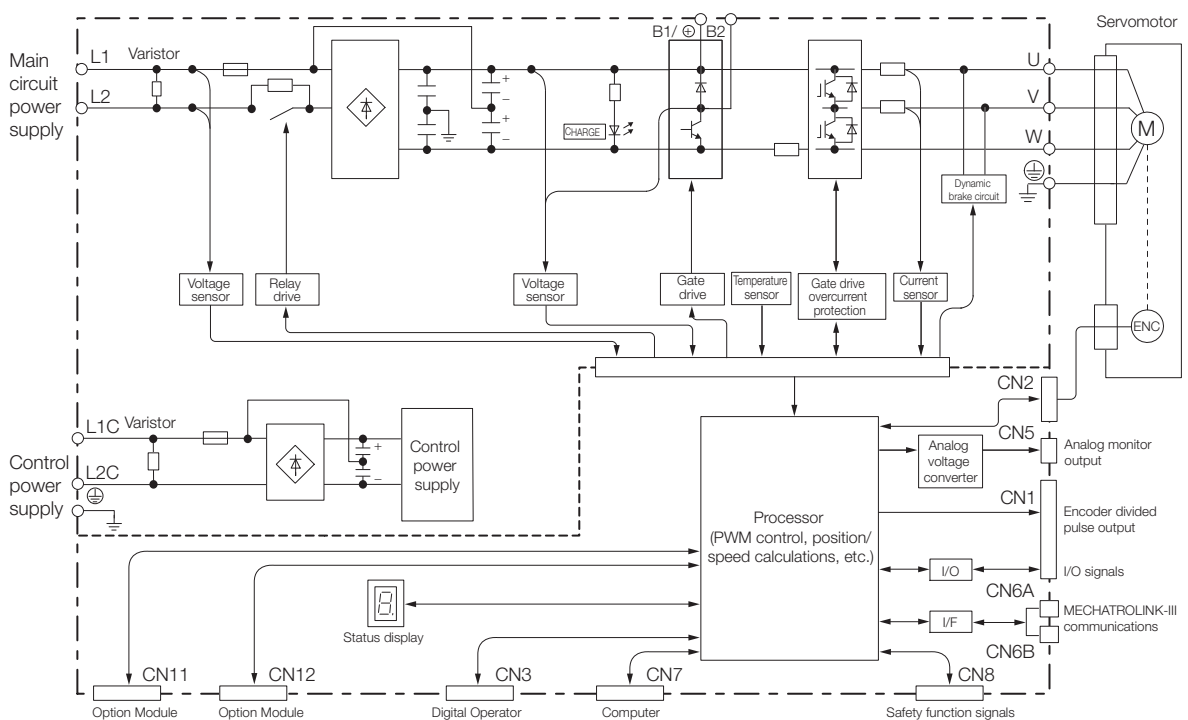 Servomotor
B1/ ⊕ B2
Main
circuit
power
supply
L1
Varistor
L2
U
V
W
M
CHARGE
+
−
+
−
Dynamic
brake circuit
Voltage
sensor
Relay
drive
Voltage
sensor
Gate
drive
Temperature
sensor
Gate drive
overcurrent
protection
Current
sensor
ENC
CN2
L1C
Varistor
Control
power
supply
L2C
+
−
Control
power
supply
Analog
voltage
converter
CN5
Analog monitor
output
CN1
Encoder divided
pulse output
Processor
(PWM control, position/
speed calculations, etc.)
I/O
I/O signals
CN6A
8.
Status display
I/F
MECHATROLINK-III
communications
CN6B
CN11
CN12
CN3
CN7
CN8
Option Module
Option Module
Digital Operator
Computer
Safety function signals